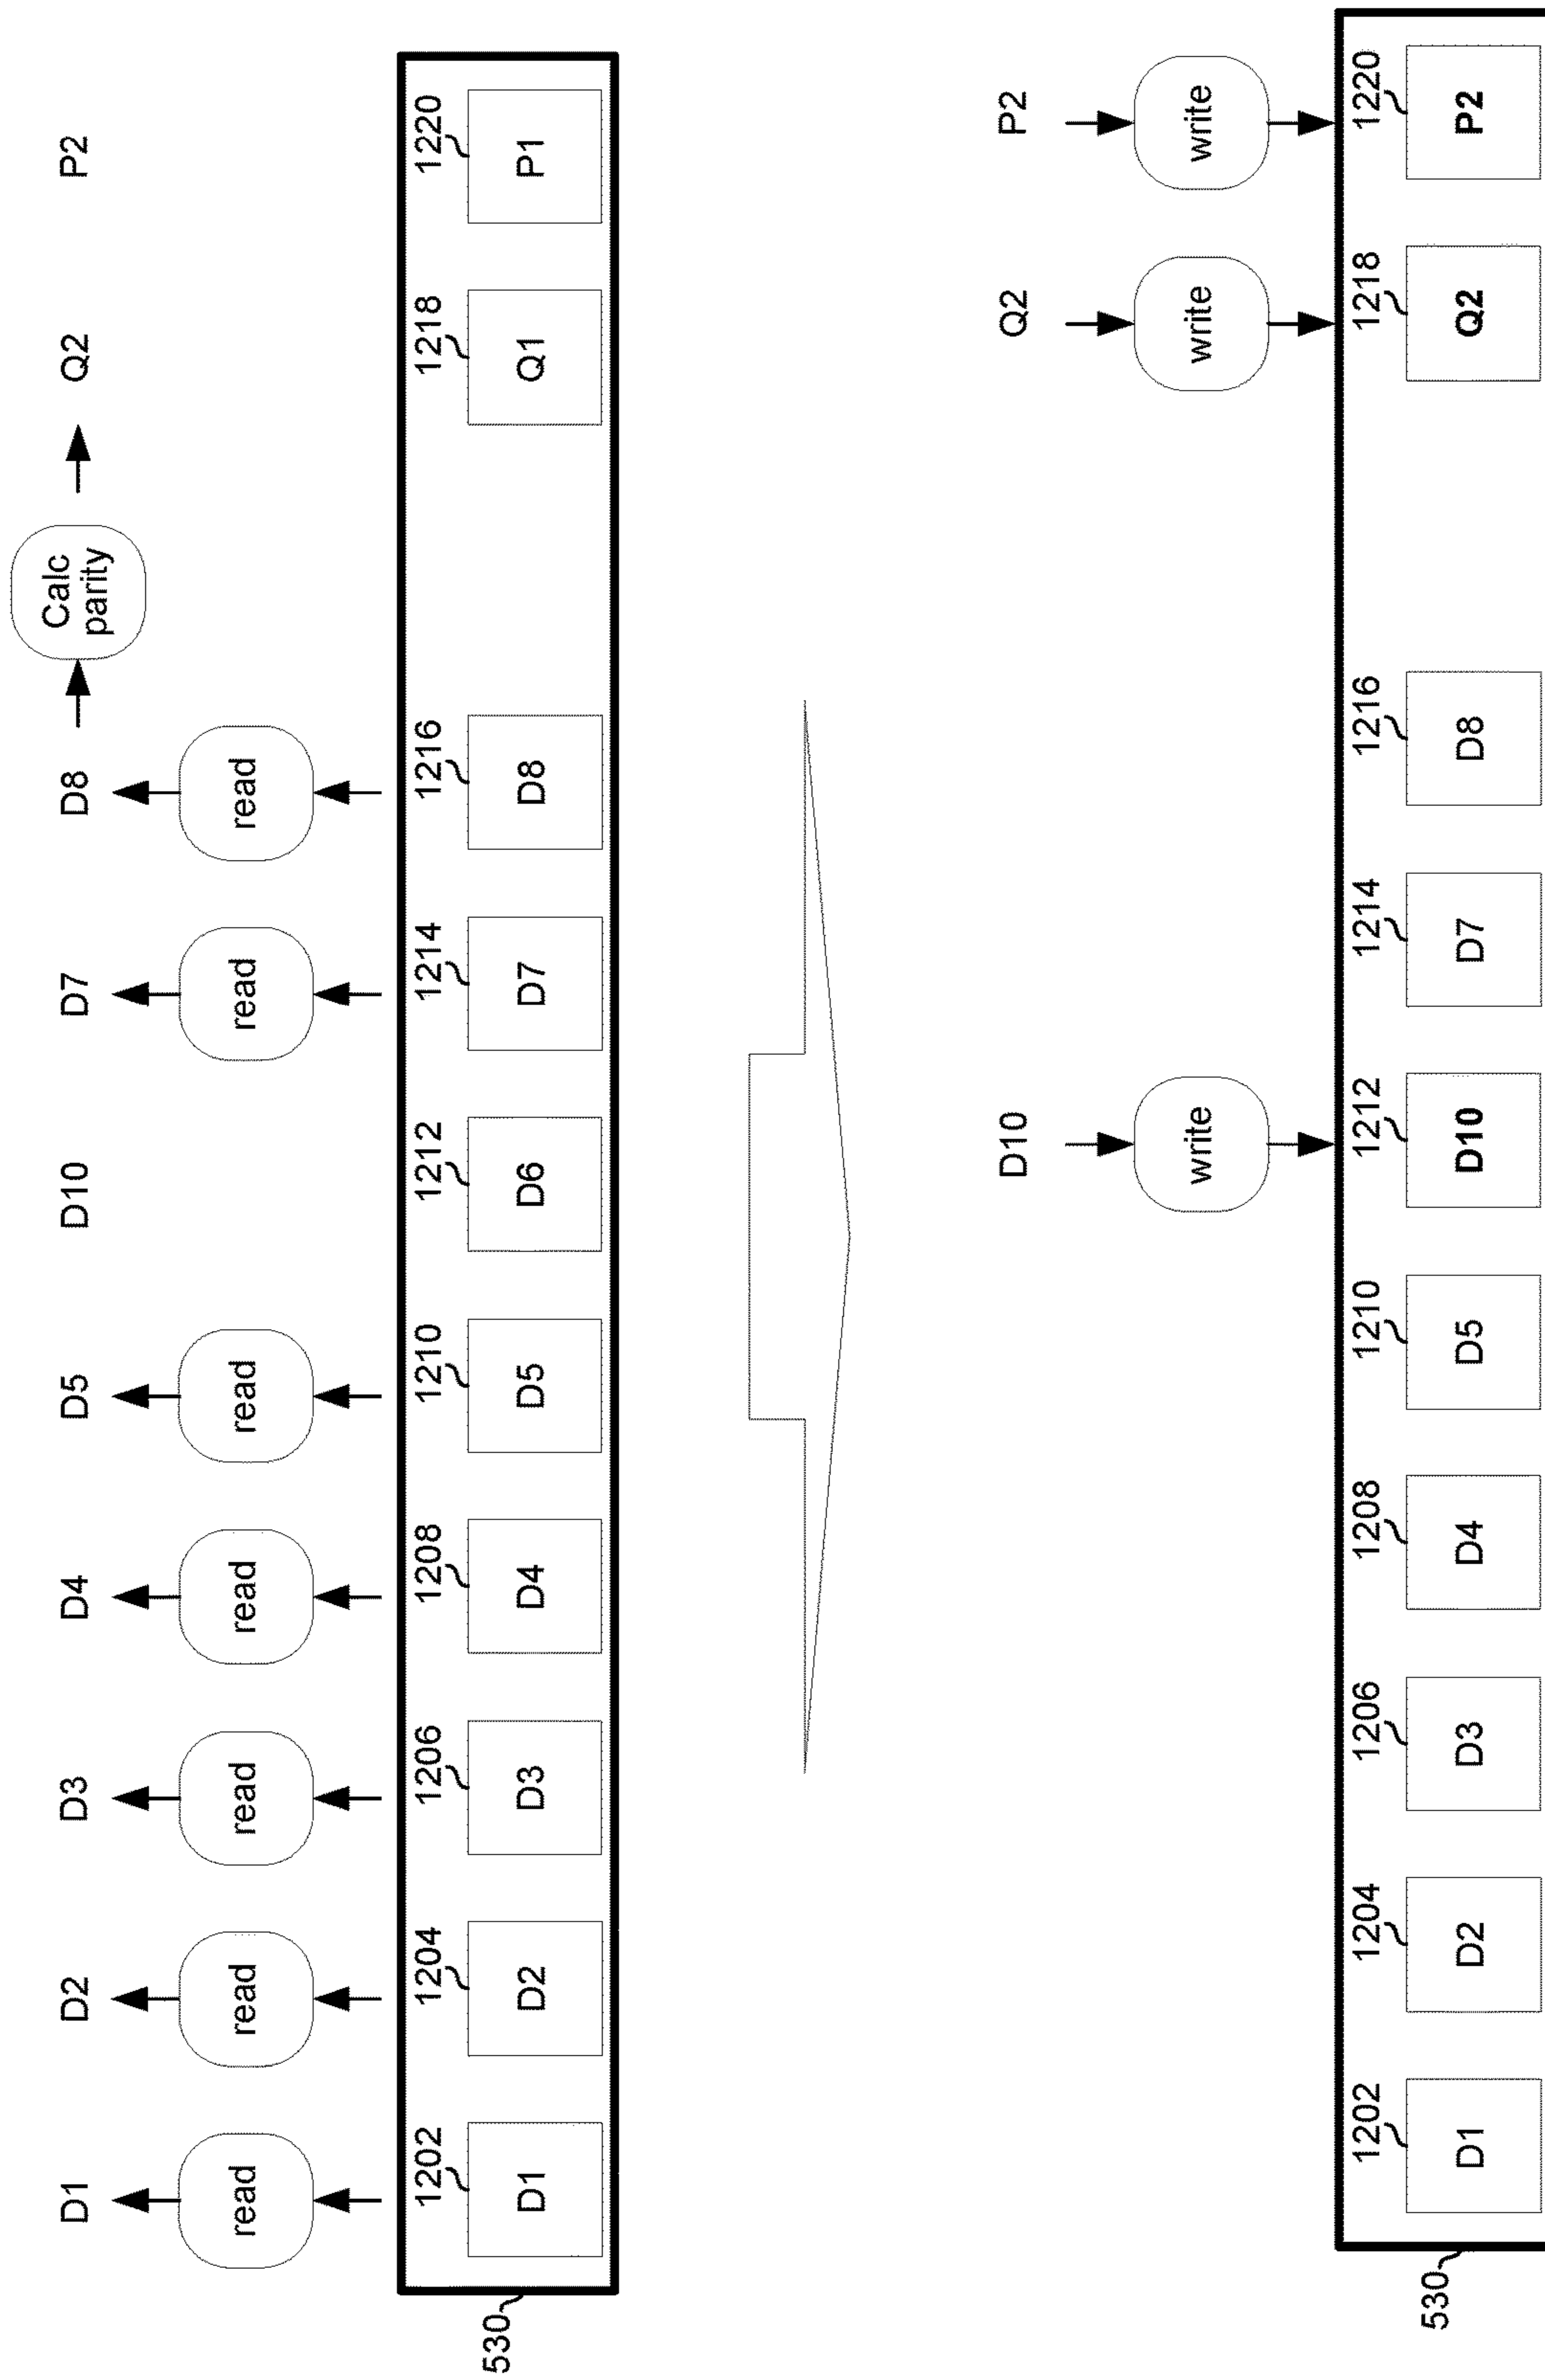 D1 D2 D3 D4 D5 D10 D7 D8 Calc parity Q2 P2
read read read read read read read
1202 1204 1206 1208 1210 1212 1214 1216 1218 1220
D1 D2 D3 D4 D5 D6 D7 D8 Q1 P1
530
D10 Q2 P2
write write write
1202 1204 1206 1208 1210 1212 1214 1216 1218 1220
D1 D2 D3 D4 D5 D10 D7 D8 Q2 P2
530